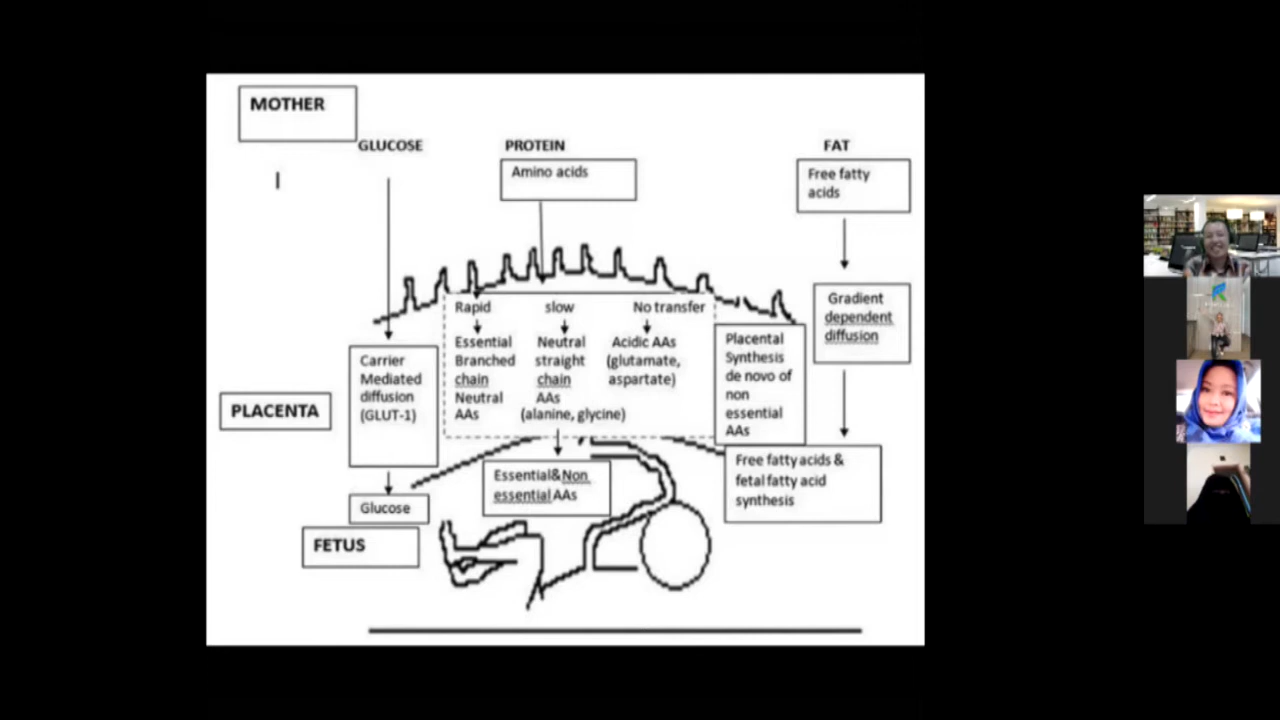 MOTHER
GLUCOSE
PROTEIN
FAT
Amino acids
Free fatty
acids
Rapid
slow
No transfer
Essential
Branched
chain
Neutral
AAs
Neutral
straight
chain
AAs
(alanine, glycine)
Acidic AAs
(glutamate,
aspartate)
Placental
Synthesis
de novo of
non
essential
AAs
Gradient
dependent
diffusion
Carrier
Mediated
diffusion
(GLUT-1)
PLACENTA
Glucose
Essential&Non
essential AAs
Free fatty acids &
fetal fatty acid
synthesis
FETUS